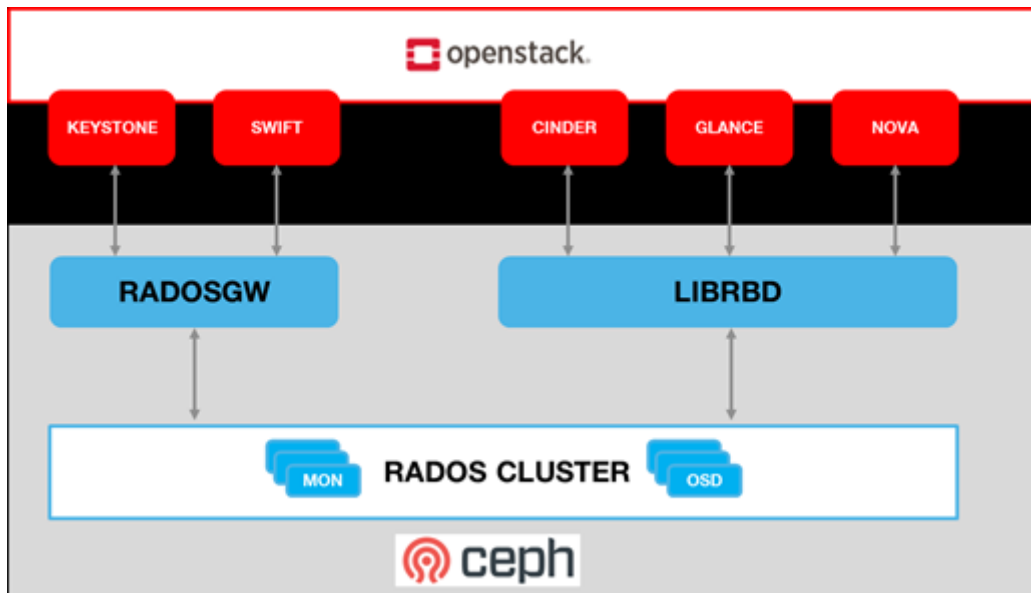 openstack.
KEYSTONE
SWIFT
CINDER
GLANCE
NOVA
RADOSGW
LIBRBD
MON
RADOS CLUSTER
OSD
ceph